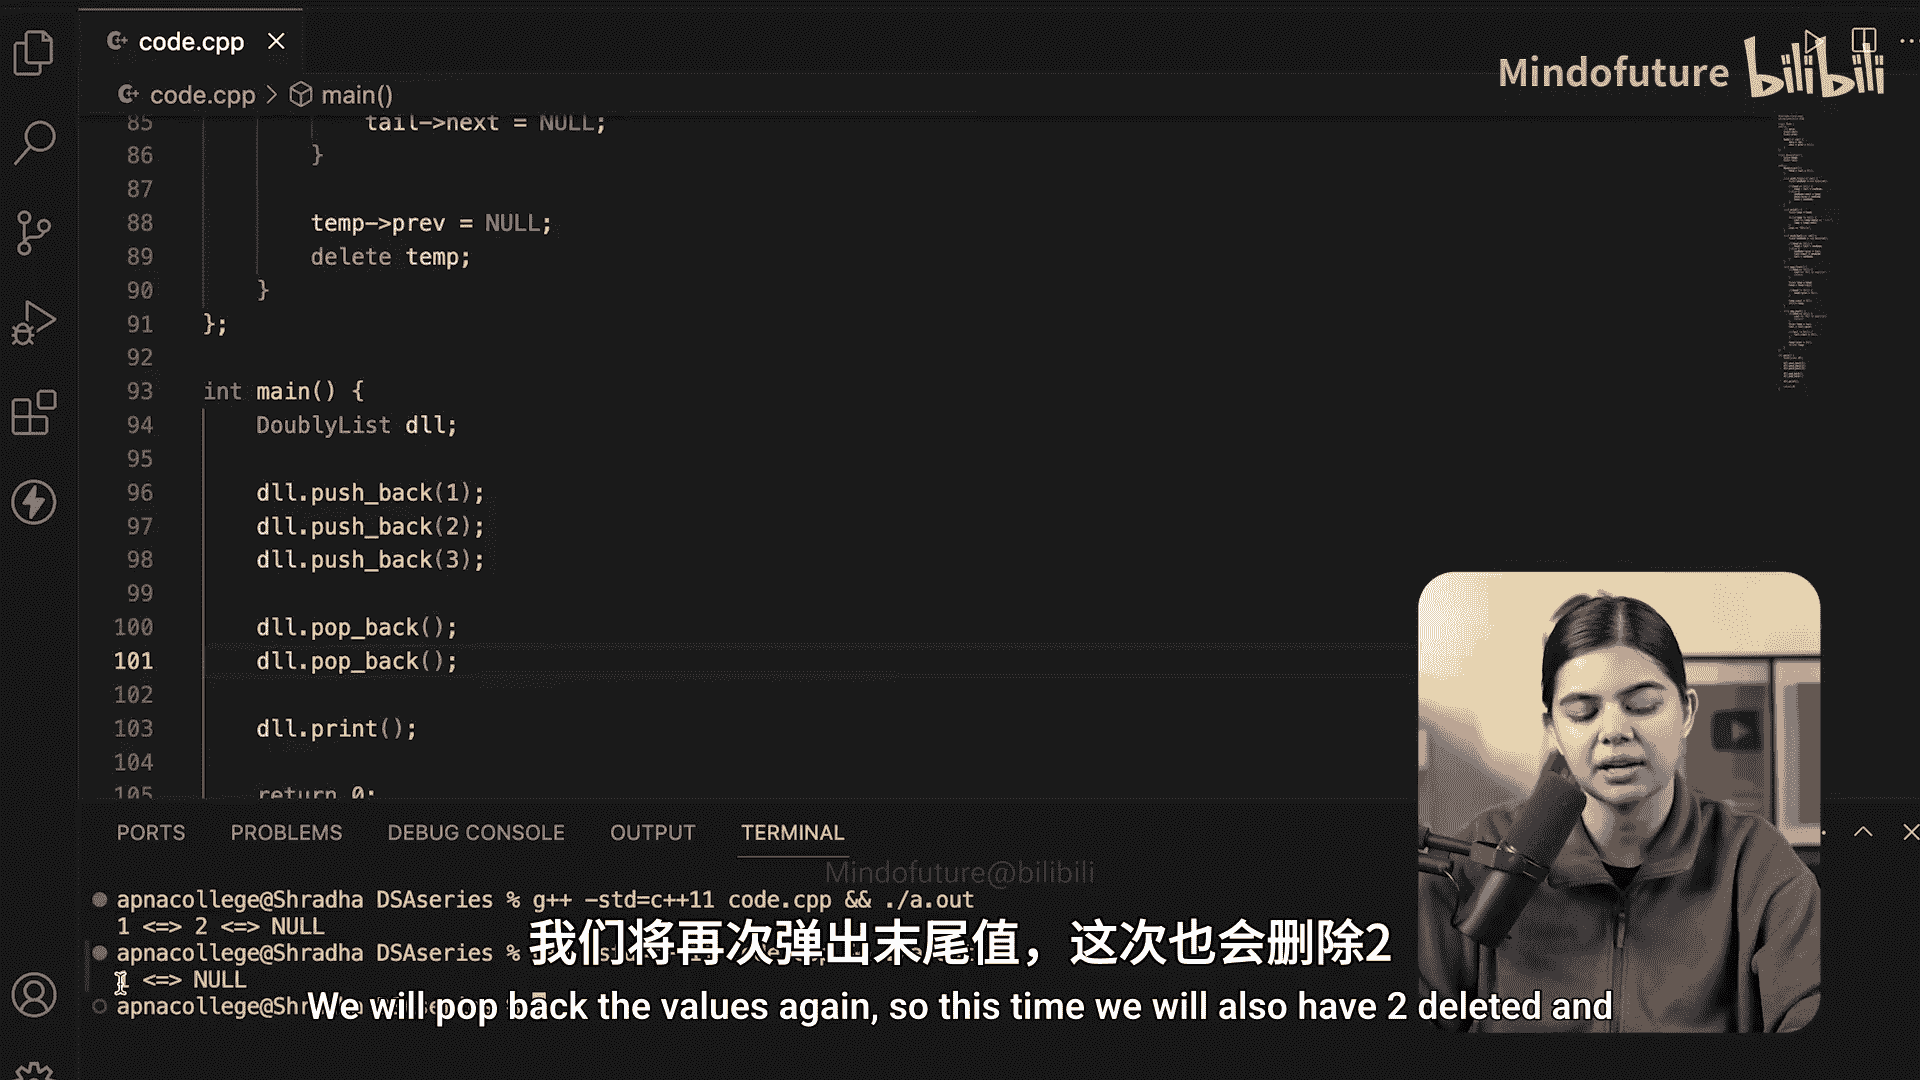 code.cpp
Mindofuture bilibili
code.cpp > main()
85 tail->next = NULL;
86 }
87
88 temp->prev = NULL;
89 delete temp;
90 }
91 };
92
93 int main() {
94 DoublyList dll;
95
96 dll.push_back(1);
97 dll.push_back(2);
98 dll.push_back(3);
99
100 dll.pop_back();
101 dll.pop_back();
102
103 dll.print();
104
105 return 0;
PORTS PROBLEMS DEBUG CONSOLE OUTPUT TERMINAL
Mindofuture@bilibili
apnacollege@Shradha DSAseries % g++ -std=c++11 code.cpp && ./a.out
1 <=> 2 <=> NULL
apnacollege@Shradha DSAseries %
我们将再次弹出末尾值，这次也会删除2
1 <=> NULL
We will pop back the values again, so this time we will also have 2 deleted and